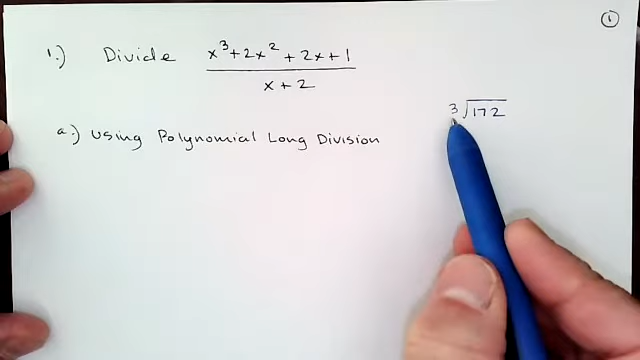 1
1.) Divide x³+2x²+2x+1
x+2
3√172
a.) Using Polynomial Long Division